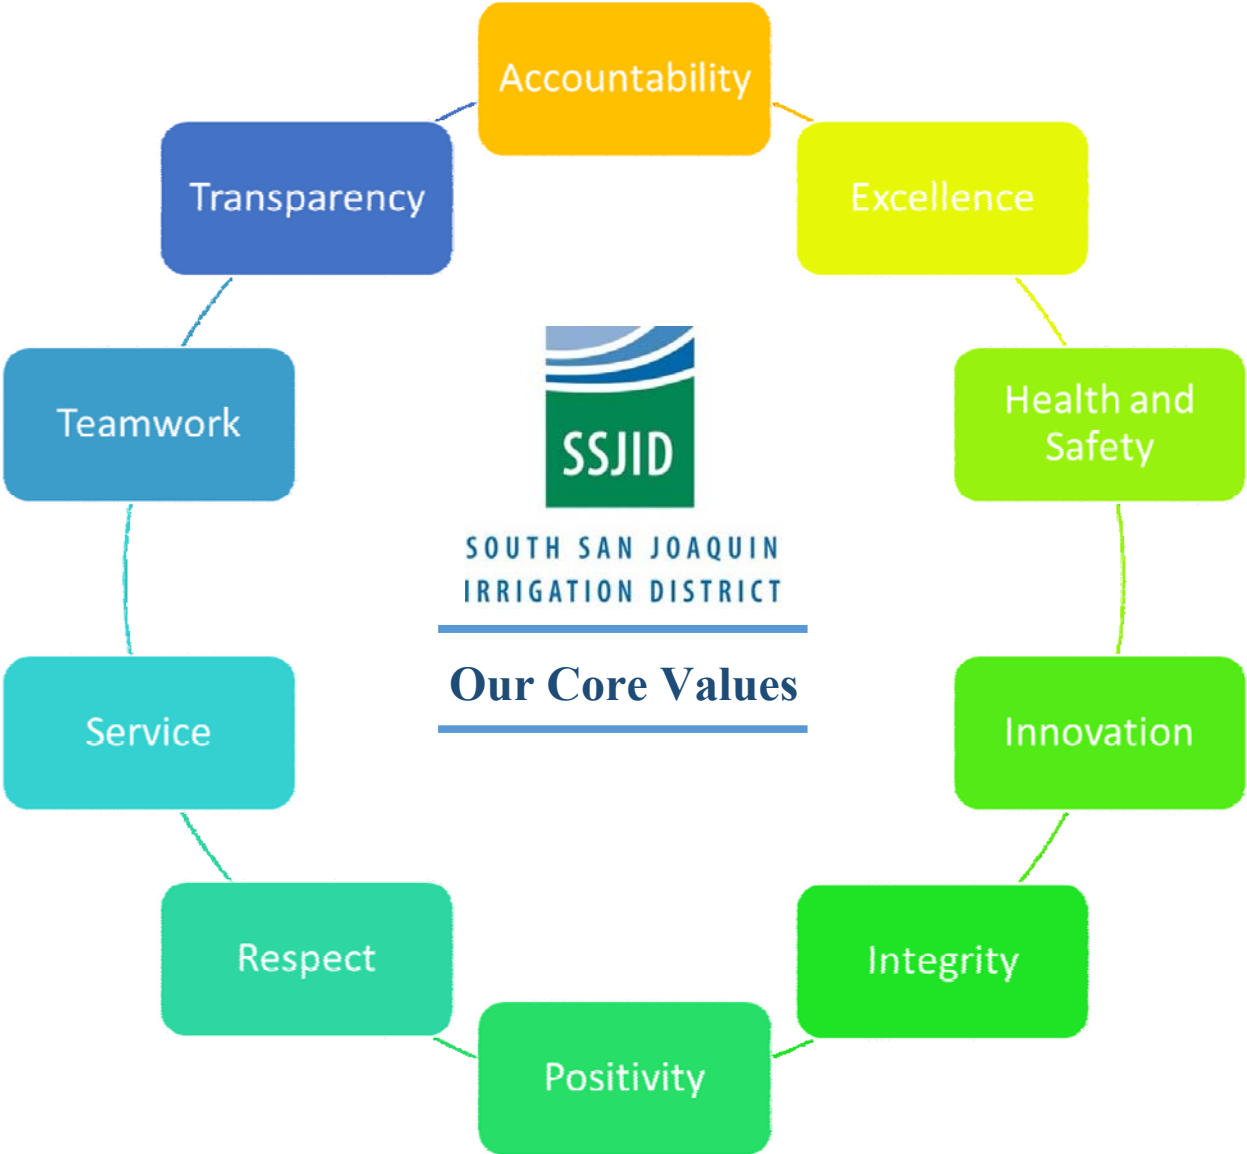 Accountability
Excellence
Health and
Safety
Innovation
Integrity
Positivity
Respect
Service
Teamwork
Transparency
SSJID
SOUTH SAN JOAQUIN
IRRIGATION DISTRICT
Our Core Values